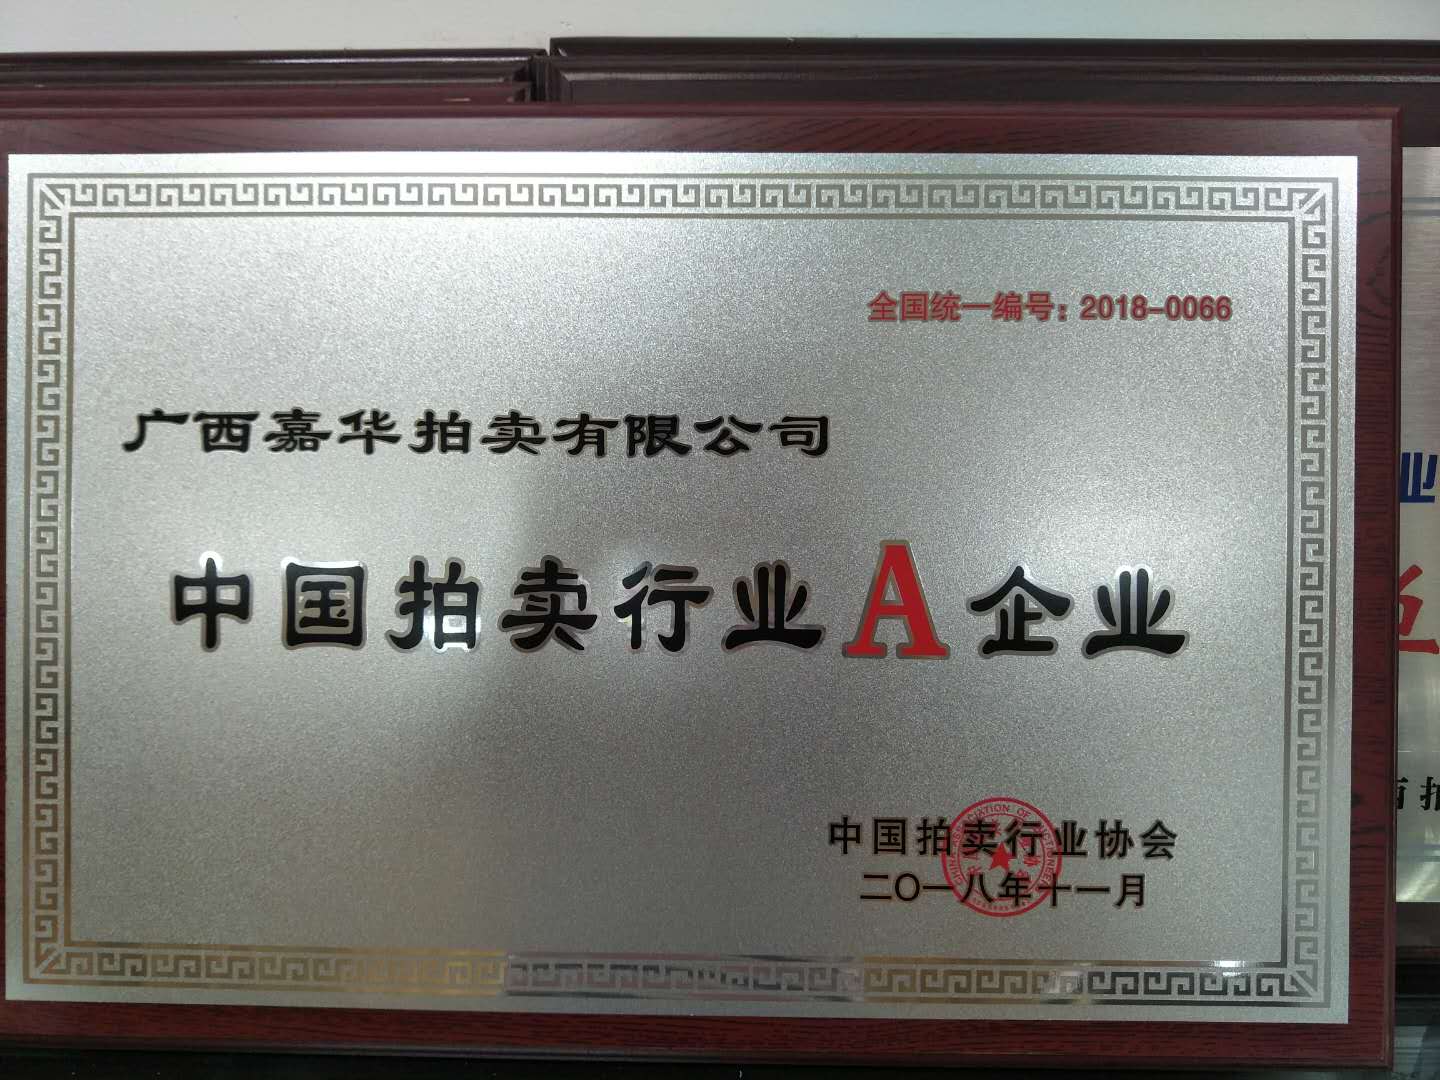 全国统一编号：2018-0066
广西嘉华拍卖有限公司
中国拍卖行业A企业
中国拍卖行业协会
二〇一八年十一月
业